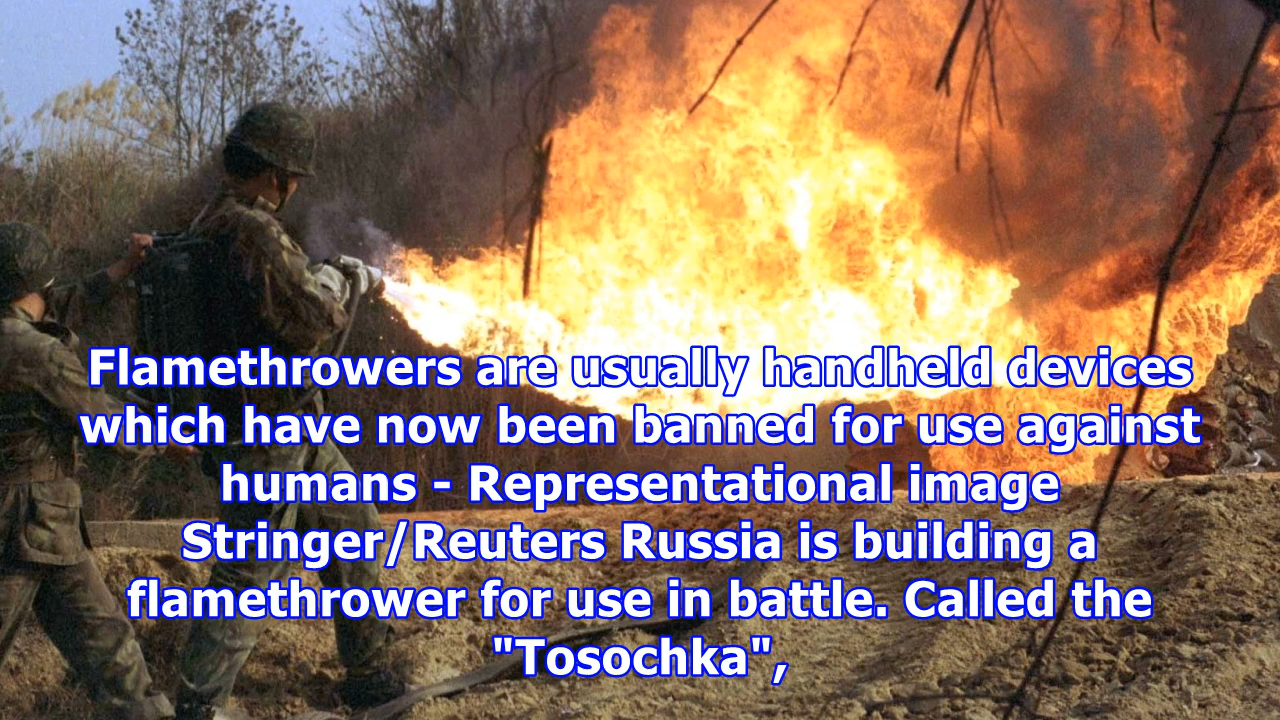 Flamethrowers are usually handheld devices
which have now been banned for use against
humans - Representational image
Stringer/Reuters Russia is building a
flamethrower for use in battle. Called the
"Tosochka",